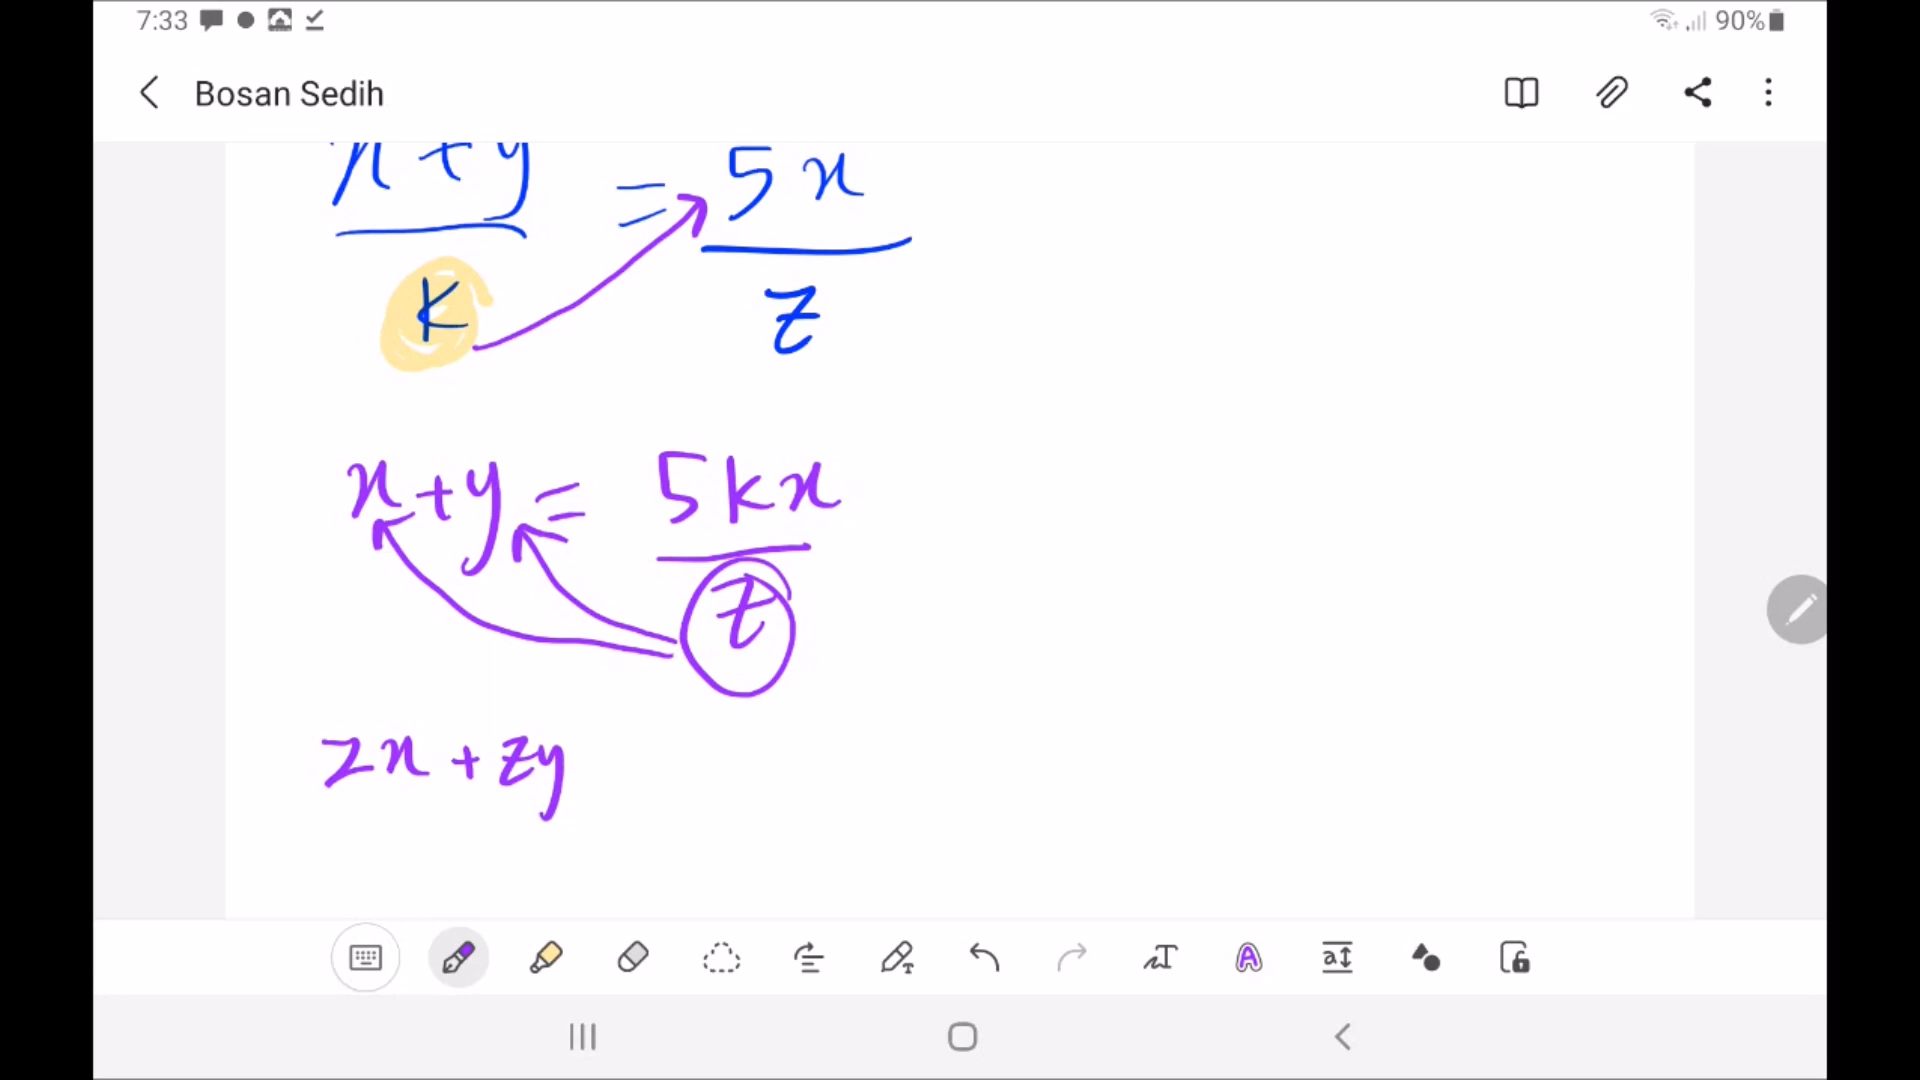 7:33 90%
Bosan Sedih
x + y = 5x
k z
x + y = 5kx
z
zx + zy